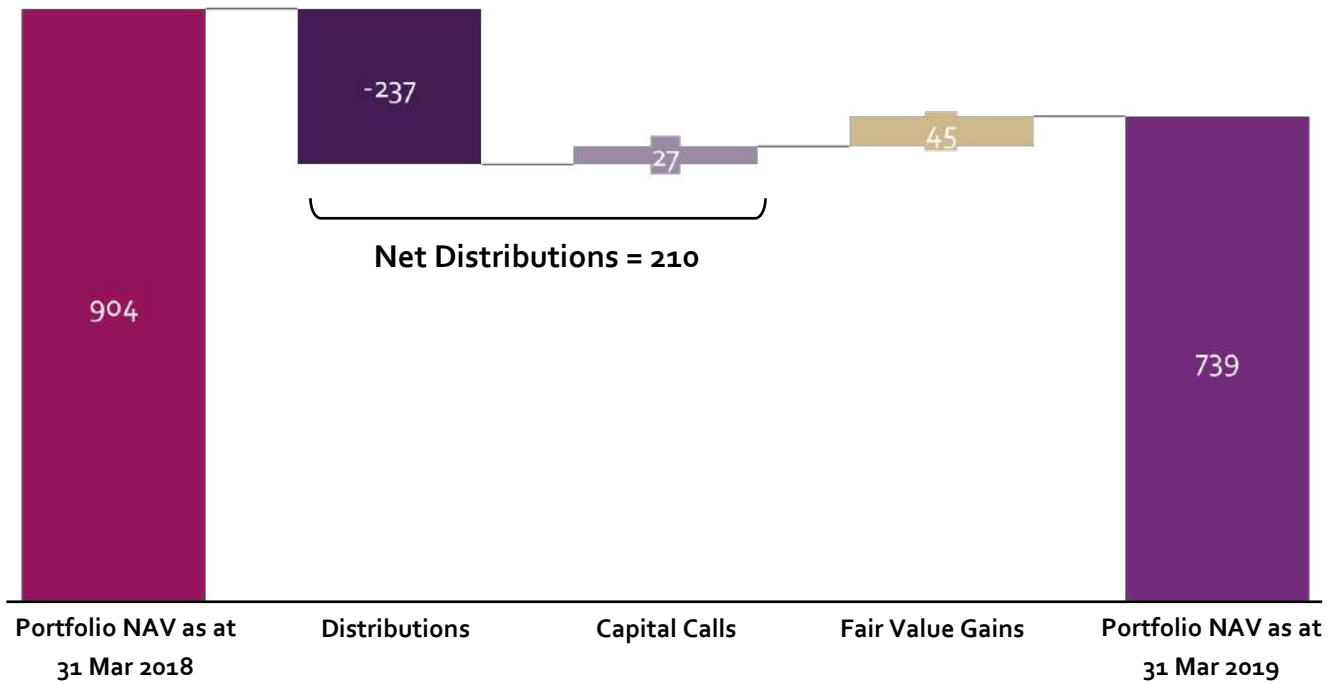 -237
27
45
Net Distributions = 210
904
739
Portfolio NAV as at
31 Mar 2018
Distributions
Capital Calls
Fair Value Gains
Portfolio NAV as at
31 Mar 2019